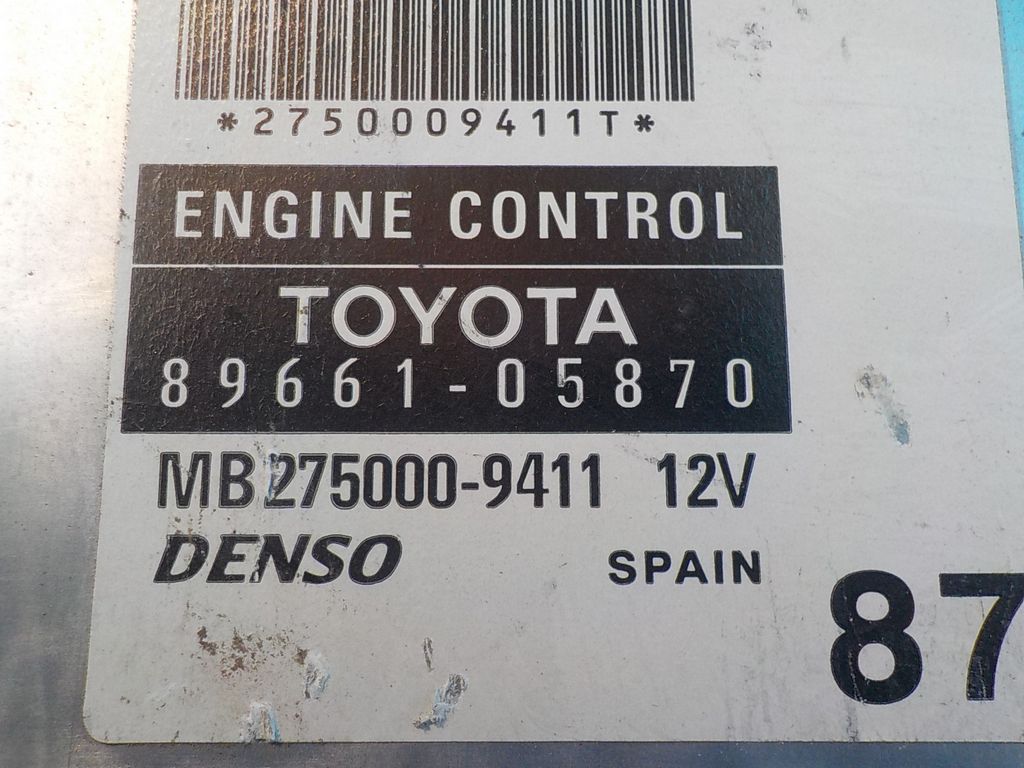 *2750009411T*
ENGINE CONTROL
TOYOTA
89661-05870
MB275000-9411 12V
DENSO SPAIN
87